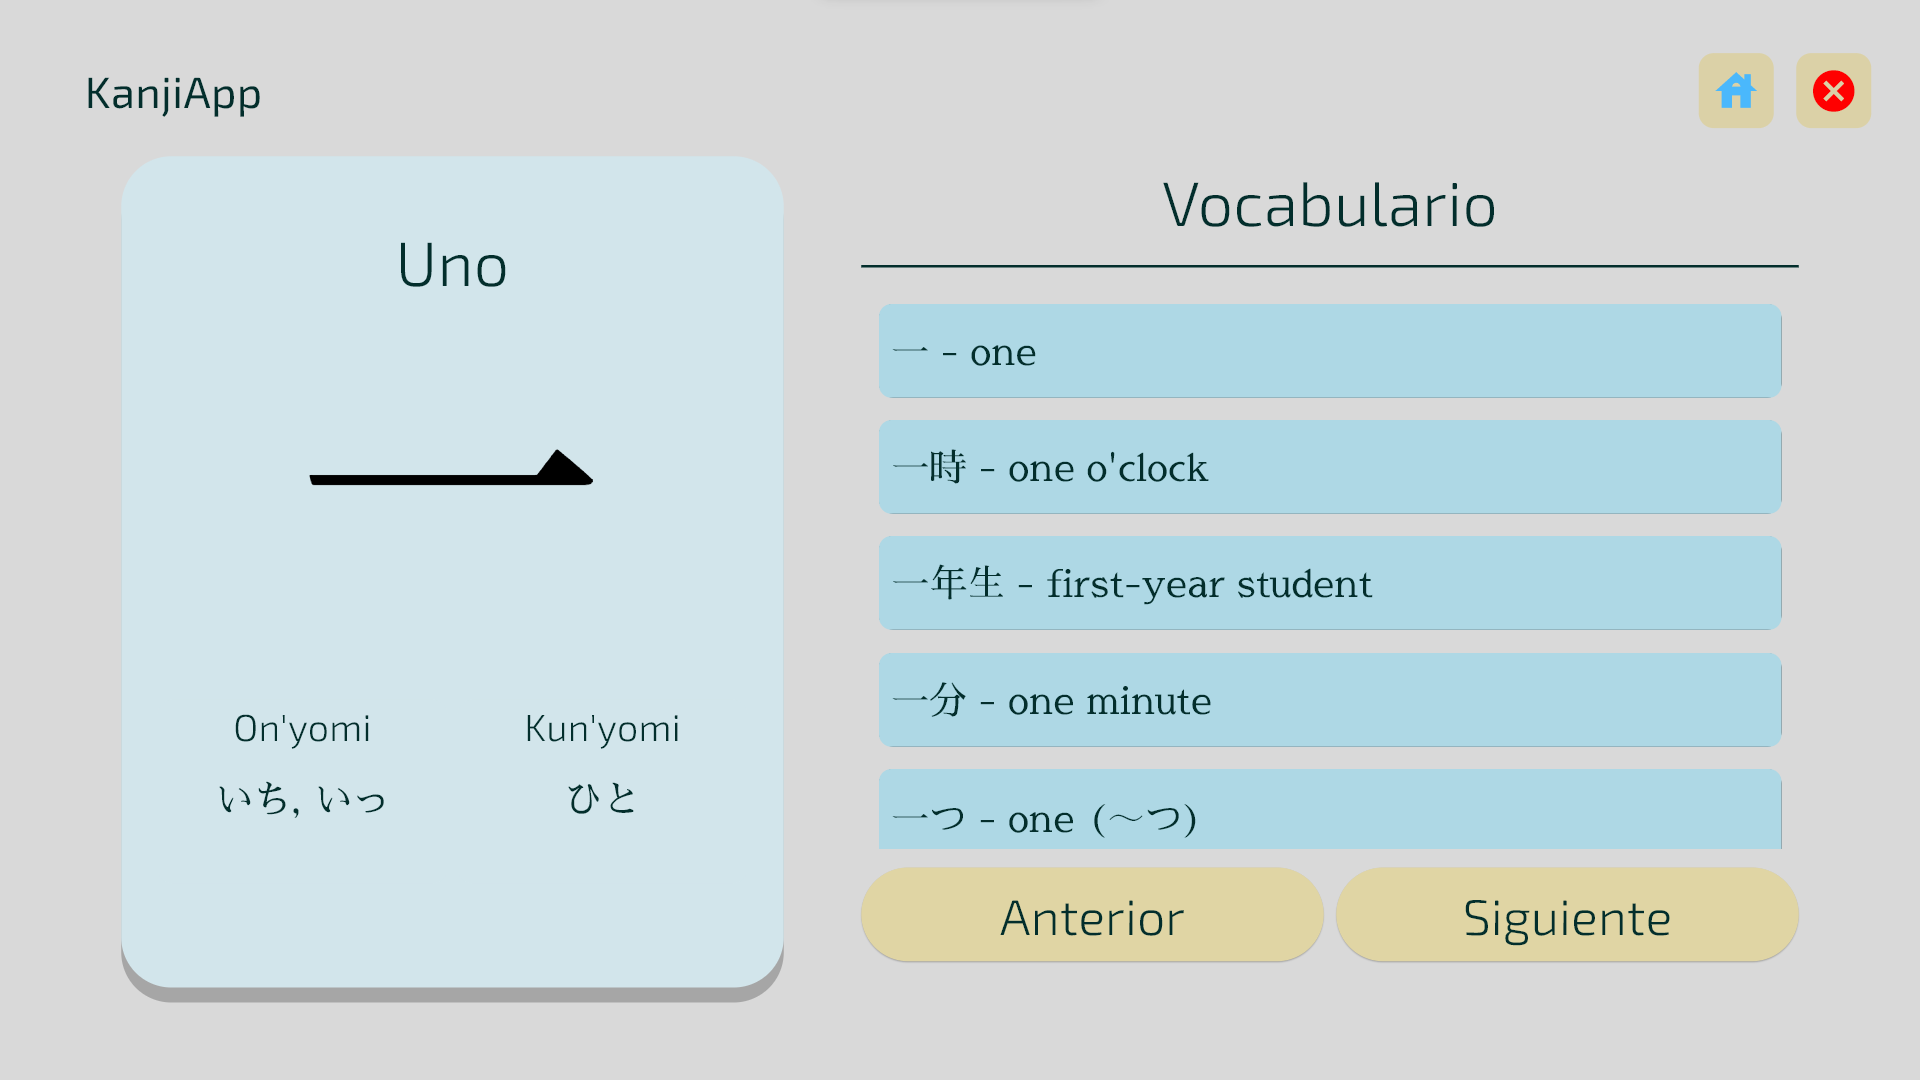 KanjiApp
Uno
一
On'yomi
Kun'yomi
いち, いっ
ひと
Vocabulario
一 - one
一時 - one o'clock
一年生 - first-year student
一分 - one minute
一つ - one (〜つ)
Anterior
Siguiente